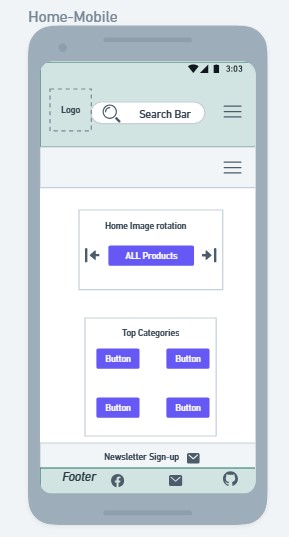 Home-Mobile
3:03
Logo
Search Bar
Home Image rotation
ALL Products
Top Categories
Button Button
Button Button
Newsletter Sign-up
Footer